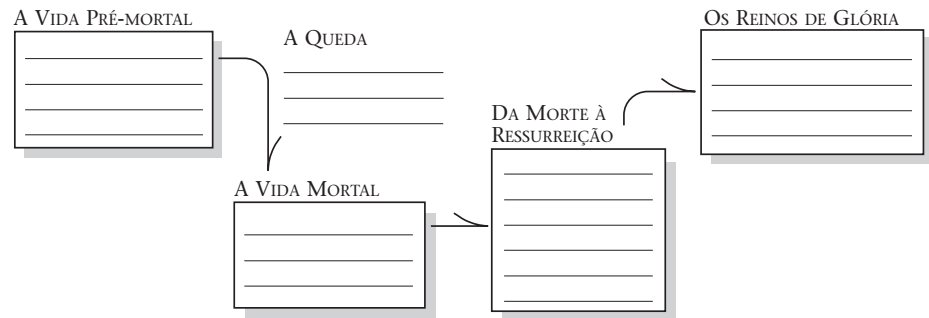 A VIDA PRÉ-MORTAL
A QUEDA
A VIDA MORTAL
DA MORTE À
RESSURREIÇÃO
OS REINOS DE GLÓRIA